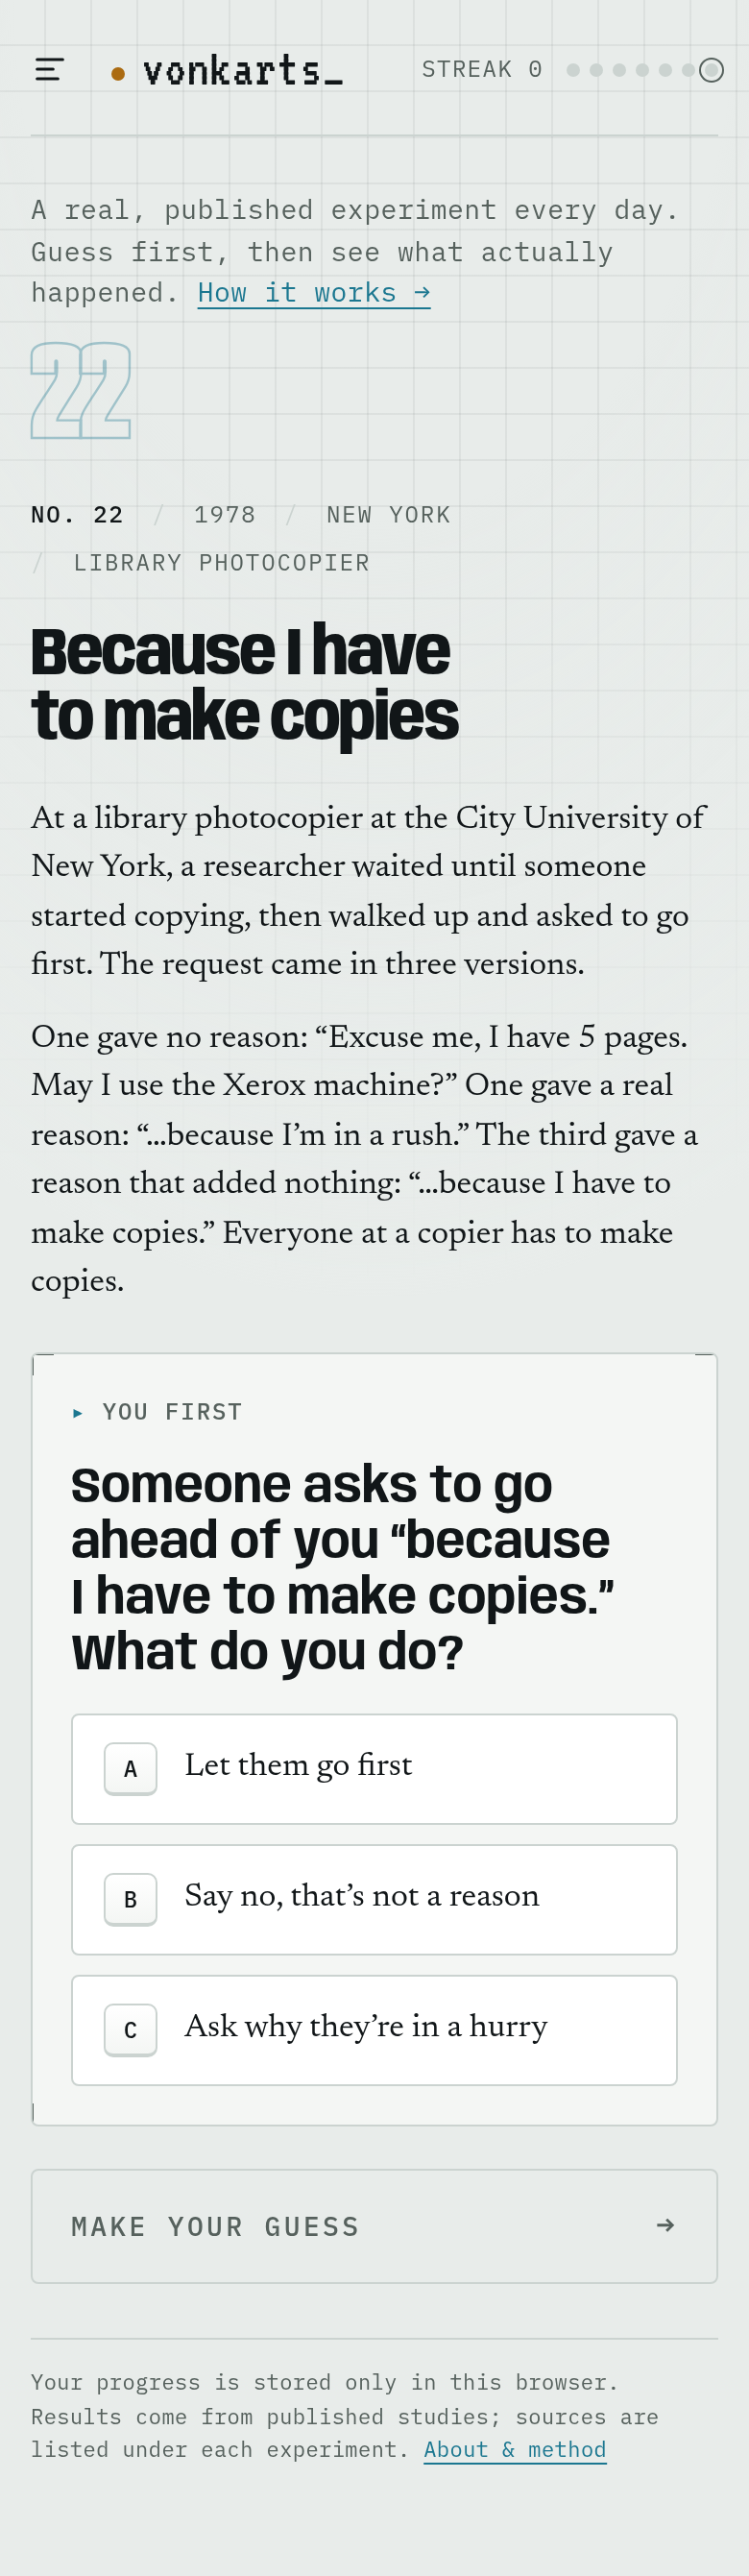 vonkarts_
STREAK 0
A real, published experiment every day.
Guess first, then see what actually
happened. How it works →
22
NO. 22 / 1978 / NEW YORK
/ LIBRARY PHOTOCOPIER
Because I have
to make copies
At a library photocopier at the City University of
New York, a researcher waited until someone
started copying, then walked up and asked to go
first. The request came in three versions.
One gave no reason: “Excuse me, I have 5 pages.
May I use the Xerox machine?” One gave a real
reason: “…because I’m in a rush.” The third gave a
reason that added nothing: “…because I have to
make copies.” Everyone at a copier has to make
copies.
▸ YOU FIRST
Someone asks to go
ahead of you “because
I have to make copies.”
What do you do?
A Let them go first
B Say no, that’s not a reason
C Ask why they’re in a hurry
MAKE YOUR GUESS →
Your progress is stored only in this browser.
Results come from published studies; sources are
listed under each experiment. About & method